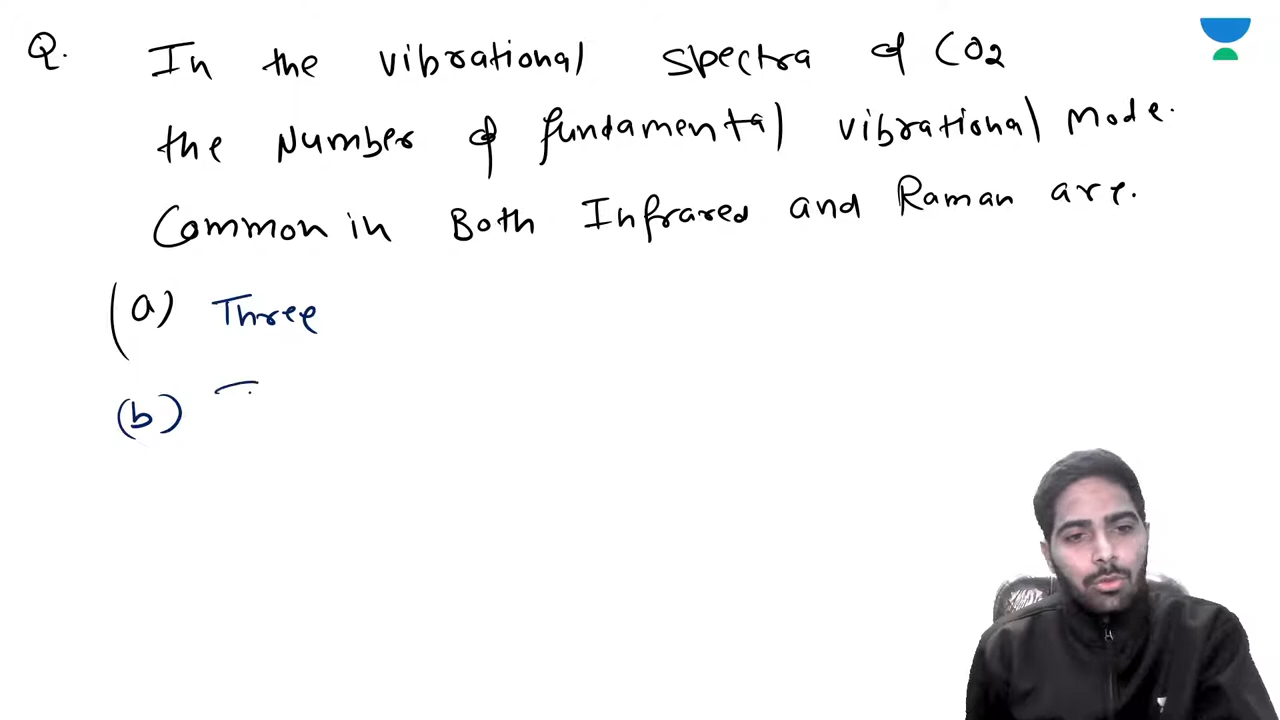 Q. In the vibrational spectra of CO2
the Number of fundamental vibrational mode.
Common in Both Infrared and Raman are.
(a) Three
(b)